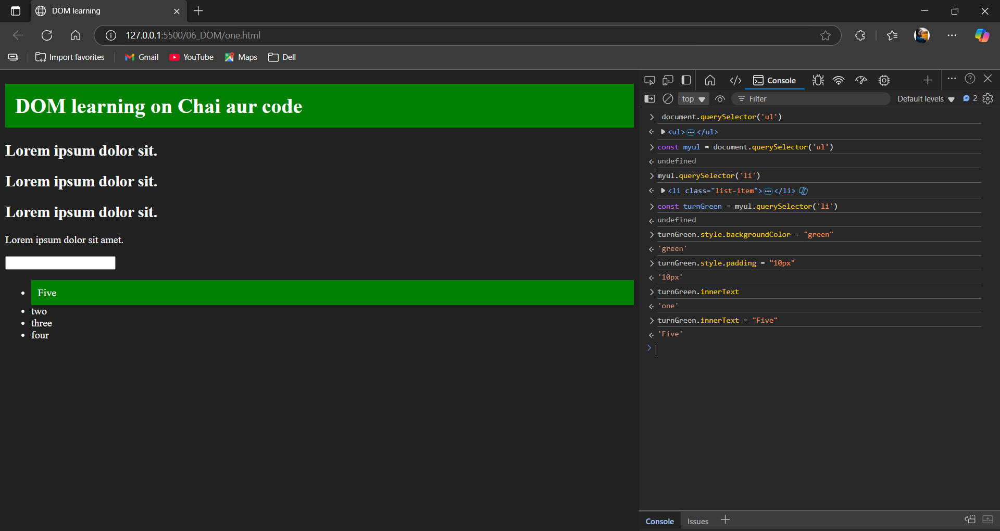 DOM learning
127.0.0.1:5500/06_DOM/one.html
Import favorites Gmail YouTube Maps Dell
DOM learning on Chai aur code
Lorem ipsum dolor sit.
Lorem ipsum dolor sit.
Lorem ipsum dolor sit.
Lorem ipsum dolor sit amet.
Five
two
three
four
Console
top Filter Default levels 2
document.querySelector('ul')
<ul>…</ul>
const myul = document.querySelector('ul')
undefined
myul.querySelector('li')
<li class="list-item">…</li>
const turnGreen = myul.querySelector('li')
undefined
turnGreen.style.backgroundColor = "green"
'green'
turnGreen.style.padding = "10px"
'10px'
turnGreen.innerText
'one'
turnGreen.innerText = "Five"
'Five'
Console Issues